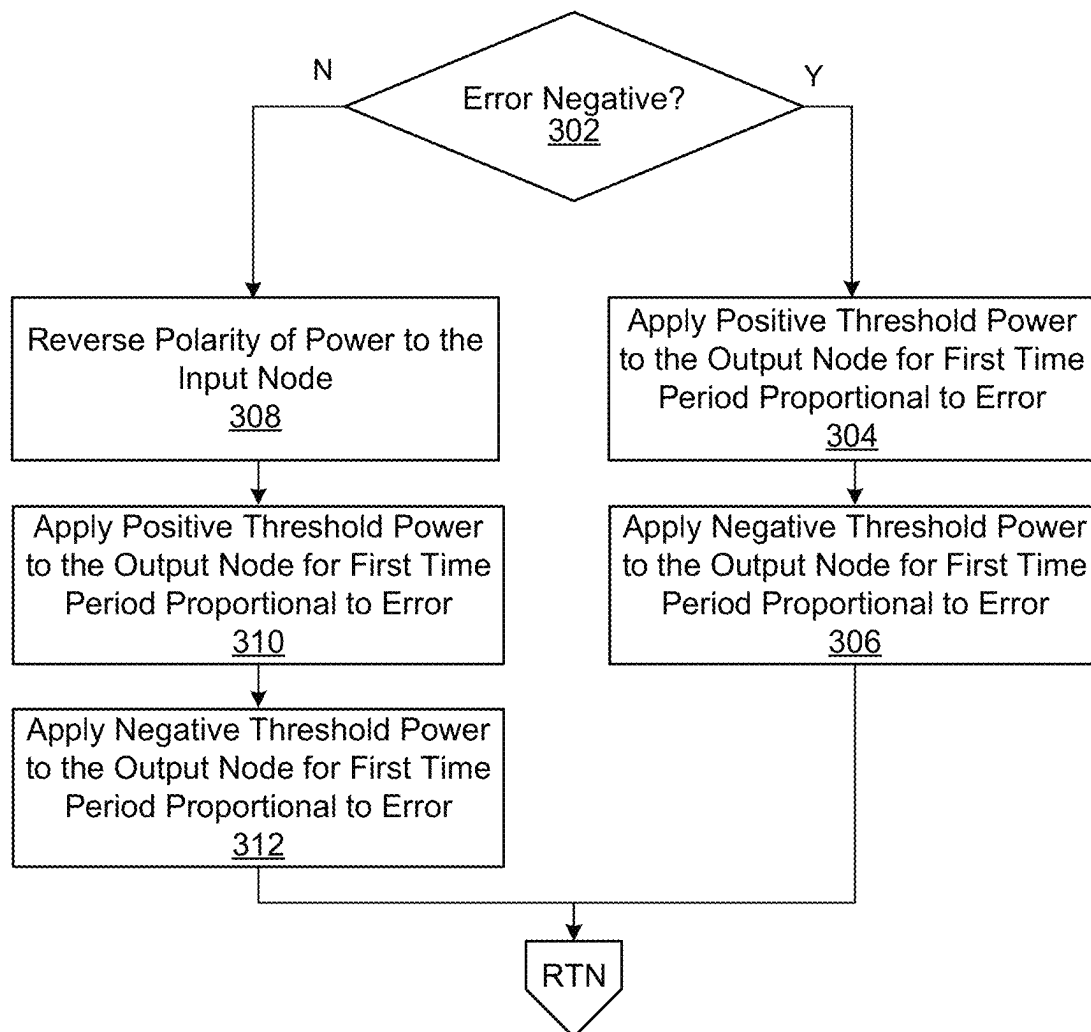 Error Negative?
302
N
Y
Reverse Polarity of Power to the
Input Node
308
Apply Positive Threshold Power
to the Output Node for First Time
Period Proportional to Error
310
Apply Negative Threshold Power
to the Output Node for First Time
Period Proportional to Error
312
Apply Positive Threshold Power
to the Output Node for First Time
Period Proportional to Error
304
Apply Negative Threshold Power
to the Output Node for First Time
Period Proportional to Error
306
RTN